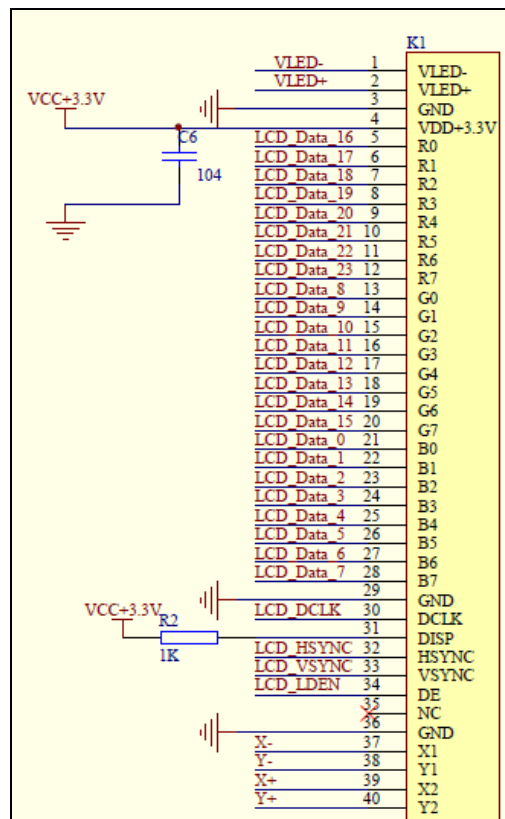 K1
VLED- 1 VLED-
VLED+ 2 VLED+
VCC+3.3V 3 GND
4 VDD+3.3V
C6
104
LCD_Data_16 5 R0
LCD_Data_17 6 R1
LCD_Data_18 7 R2
LCD_Data_19 8 R3
LCD_Data_20 9 R4
LCD_Data_21 10 R5
LCD_Data_22 11 R6
LCD_Data_23 12 R7
LCD_Data_8 13 G0
LCD_Data_9 14 G1
LCD_Data_10 15 G2
LCD_Data_11 16 G3
LCD_Data_12 17 G4
LCD_Data_13 18 G5
LCD_Data_14 19 G6
LCD_Data_15 20 G7
LCD_Data_0 21 B0
LCD_Data_1 22 B1
LCD_Data_2 23 B2
LCD_Data_3 24 B3
LCD_Data_4 25 B4
LCD_Data_5 26 B5
LCD_Data_6 27 B6
LCD_Data_7 28 B7
29 GND
VCC+3.3V LCD_DCLK 30 DCLK
R2 31 DISP
1K LCD_HSYNC 32 HSYNC
LCD_VSYNC 33 VSYNC
LCD_LDEN 34 DE
35 NC
36 GND
X- 37 X1
Y- 38 Y1
X+ 39 X2
Y+ 40 Y2